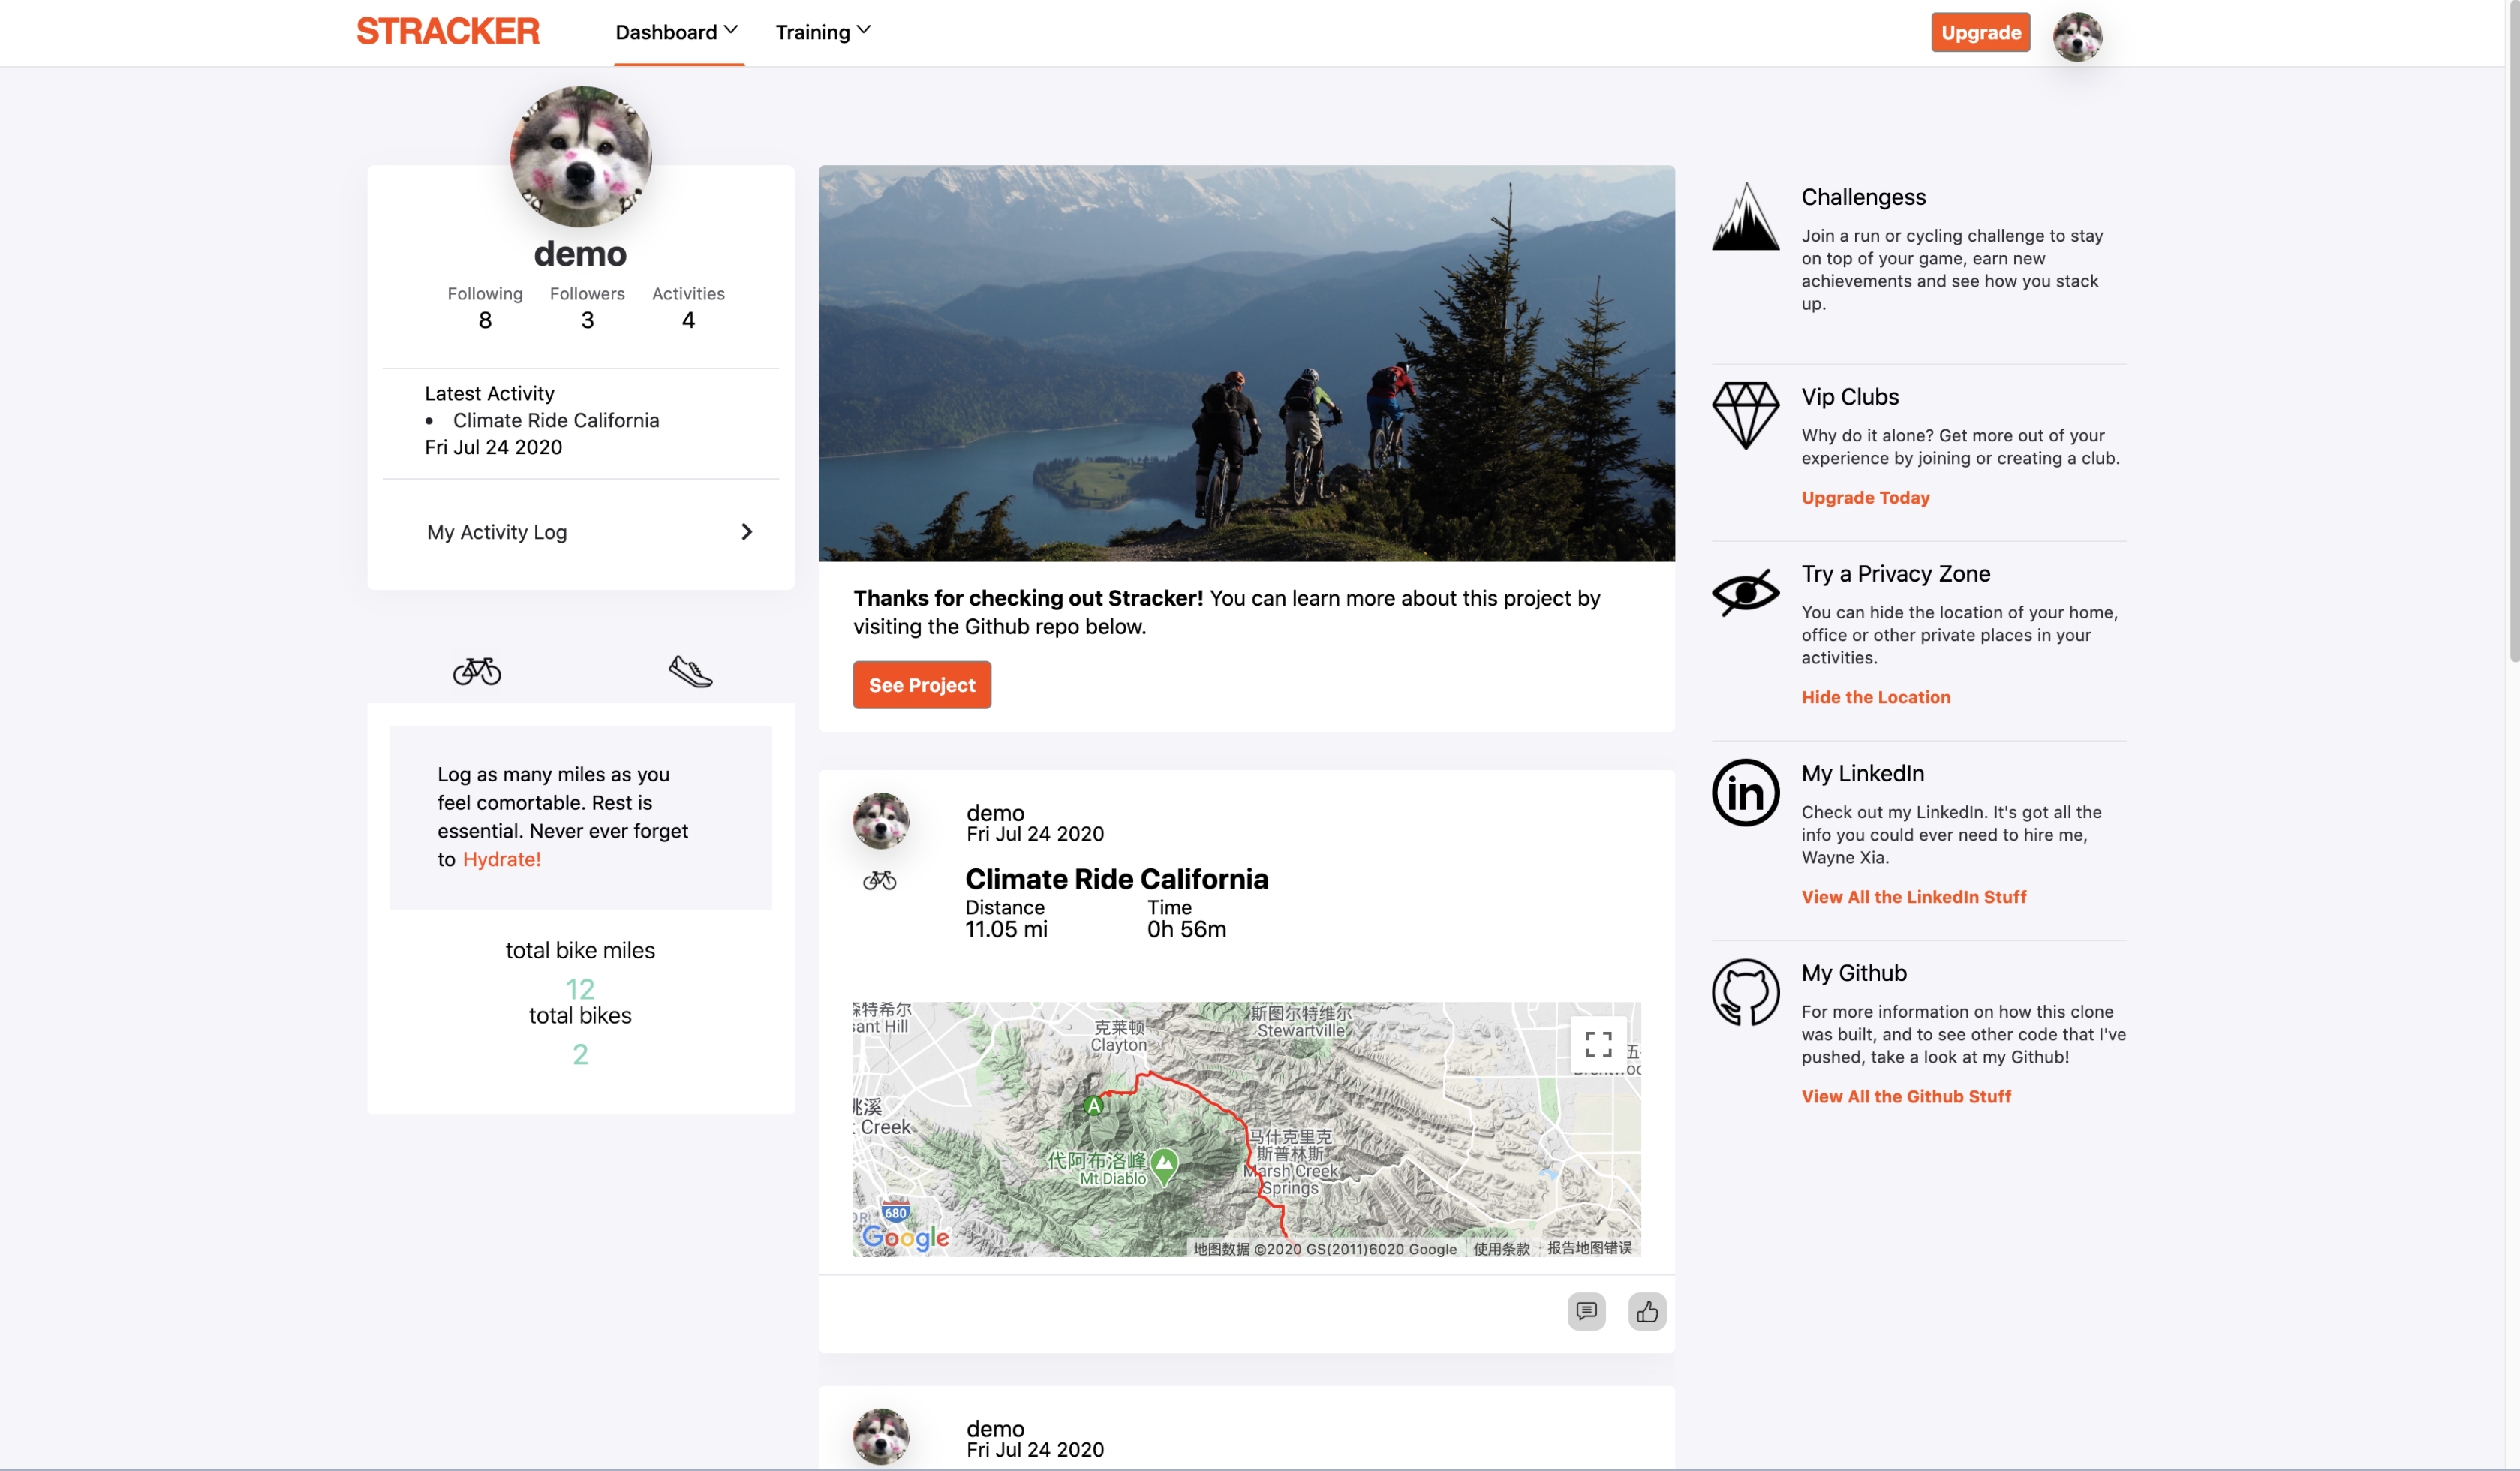 STRACKER
Dashboard
Training
Upgrade
demo
Following Followers Activities
8 3 4
Latest Activity
• Climate Ride California
Fri Jul 24 2020
My Activity Log
Log as many miles as you
feel comortable. Rest is
essential. Never ever forget
to Hydrate!
total bike miles
12
total bikes
2
Thanks for checking out Stracker! You can learn more about this project by
visiting the Github repo below.
See Project
demo
Fri Jul 24 2020
Climate Ride California
Distance Time
11.05 mi 0h 56m
森特希尔
sant Hill
克莱顿
Clayton
斯图尔特维尔
Stewartville
五
Brentwoo
兆溪
t Creek
A
代阿布洛峰
Mt Diablo
马什克里克
斯普林斯
Marsh Creek
Springs
680
Google
地图数据 ©2020 GS(2011)6020 Google
使用条款
报告地图错误
demo
Fri Jul 24 2020
Challengess
Join a run or cycling challenge to stay
on top of your game, earn new
achievements and see how you stack
up.
Vip Clubs
Why do it alone? Get more out of your
experience by joining or creating a club.
Upgrade Today
Try a Privacy Zone
You can hide the location of your home,
office or other private places in your
activities.
Hide the Location
in
My LinkedIn
Check out my LinkedIn. It's got all the
info you could ever need to hire me,
Wayne Xia.
View All the LinkedIn Stuff
My Github
For more information on how this clone
was built, and to see other code that I've
pushed, take a look at my Github!
View All the Github Stuff